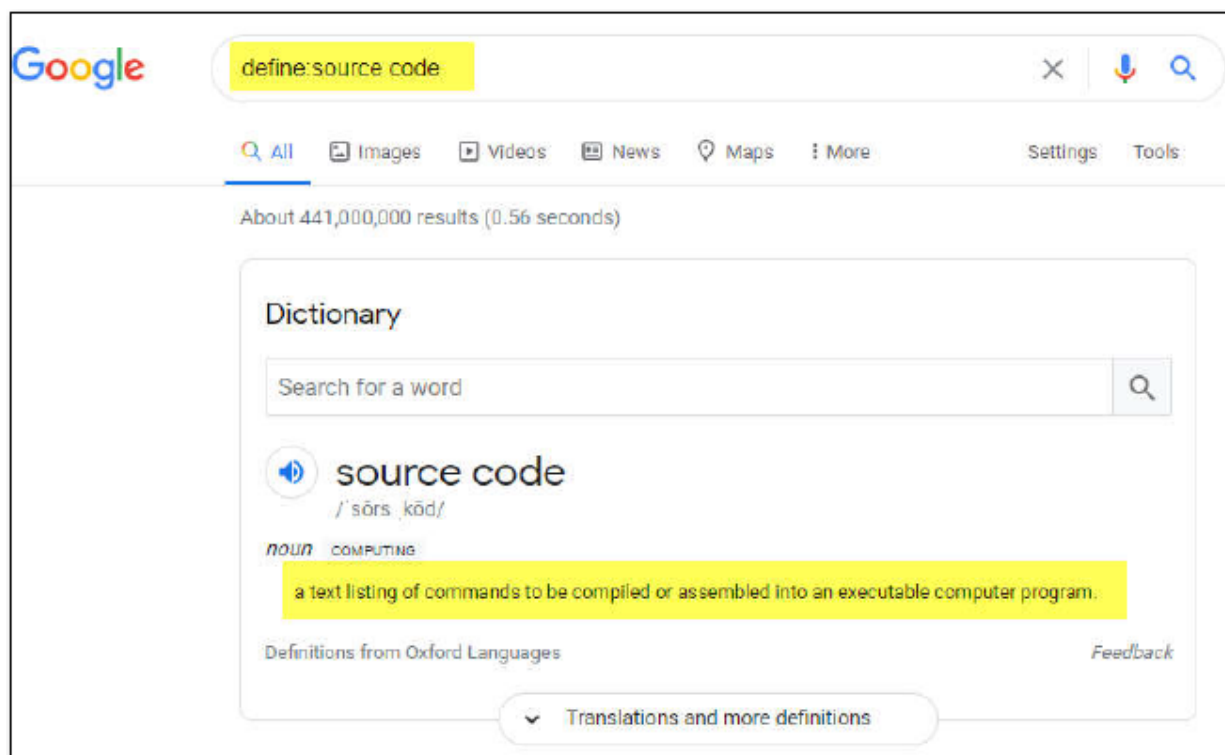 Google define:source code
All Images Videos News Maps More Settings Tools
About 441,000,000 results (0.56 seconds)
Dictionary
Search for a word
source code
/ˈsôrs ˌkōd/
noun COMPUTING
a text listing of commands to be compiled or assembled into an executable computer program.
Definitions from Oxford Languages Feedback
Translations and more definitions